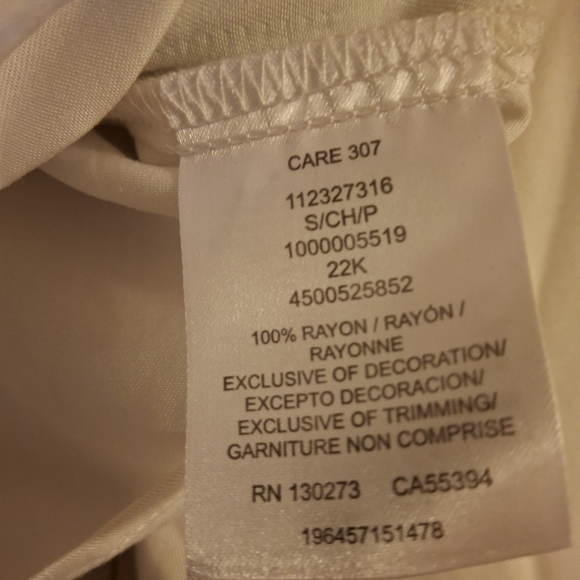 CARE 307
112327316
S/CH/P
1000005519
22K
4500525852
100% RAYON / RAYÓN /
RAYONNE
EXCLUSIVE OF DECORATION/
EXCEPTO DECORACION/
EXCLUSIVE OF TRIMMING/
GARNITURE NON COMPRISE
RN 130273 CA55394
196457151478